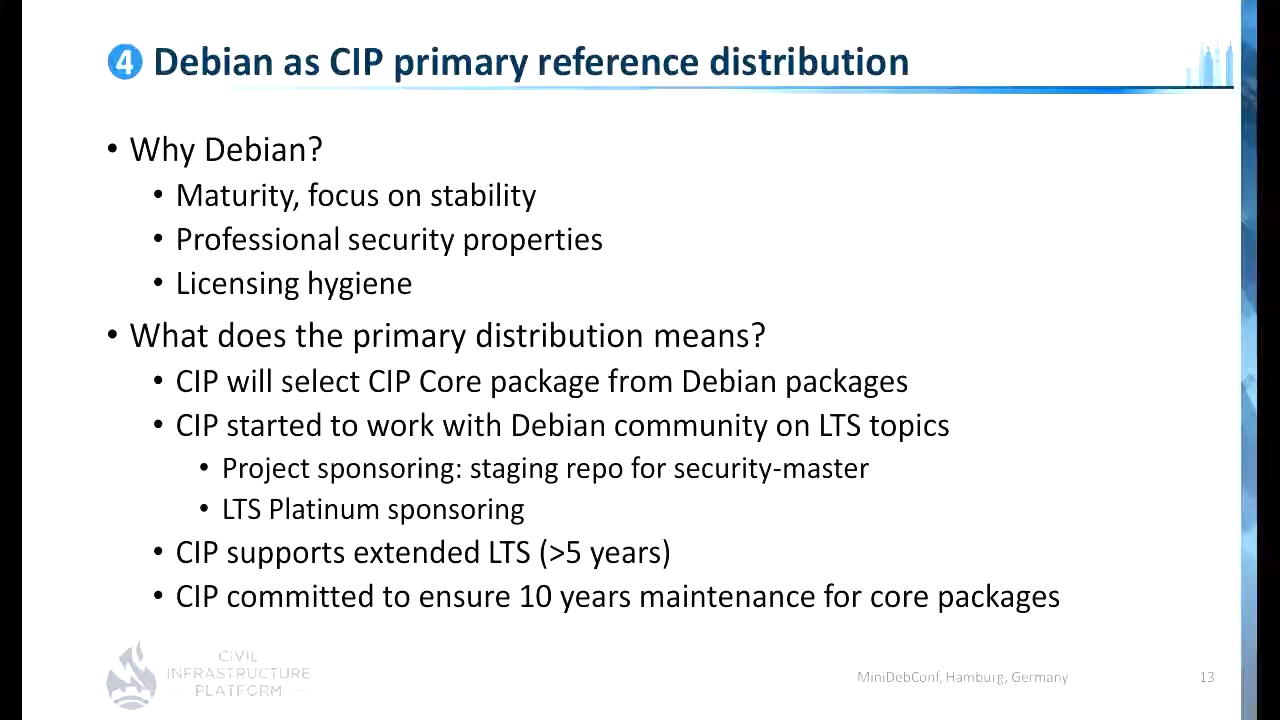 4 Debian as CIP primary reference distribution
• Why Debian?
• Maturity, focus on stability
• Professional security properties
• Licensing hygiene
• What does the primary distribution means?
• CIP will select CIP Core package from Debian packages
• CIP started to work with Debian community on LTS topics
• Project sponsoring: staging repo for security-master
• LTS Platinum sponsoring
• CIP supports extended LTS (>5 years)
• CIP committed to ensure 10 years maintenance for core packages
CIVIL
INFRASTRUCTURE
PLATFORM
MiniDebConf, Hamburg, Germany
13